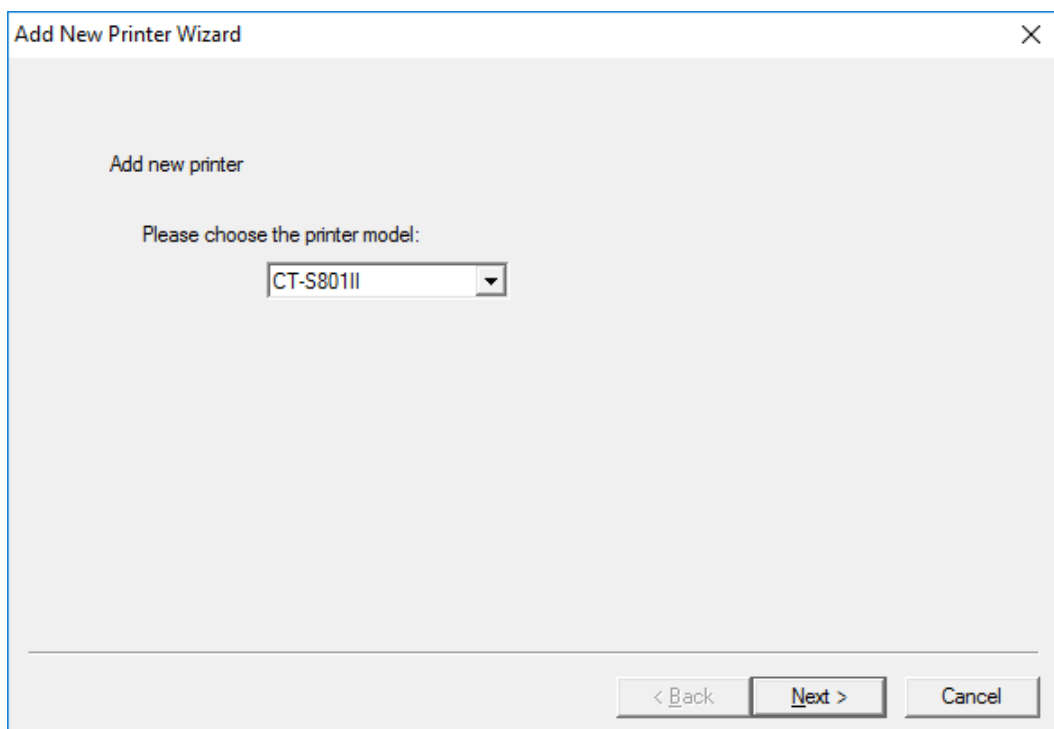 Add New Printer Wizard
Add new printer
Please choose the printer model:
CT-S801II
< Back Next > Cancel